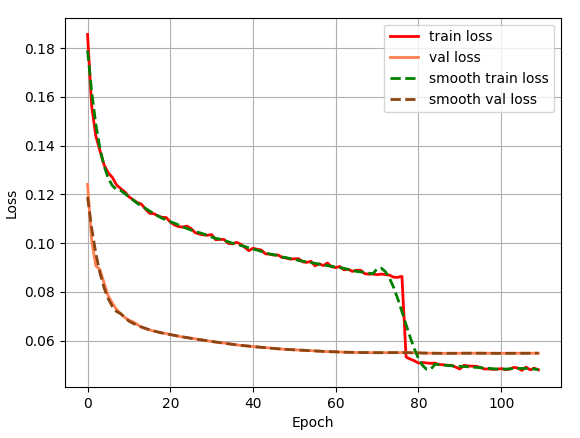 0.18
0.16
0.14
0.12
0.10
0.08
0.06
Loss
train loss
val loss
smooth train loss
smooth val loss
0 20 40 60 80 100
Epoch